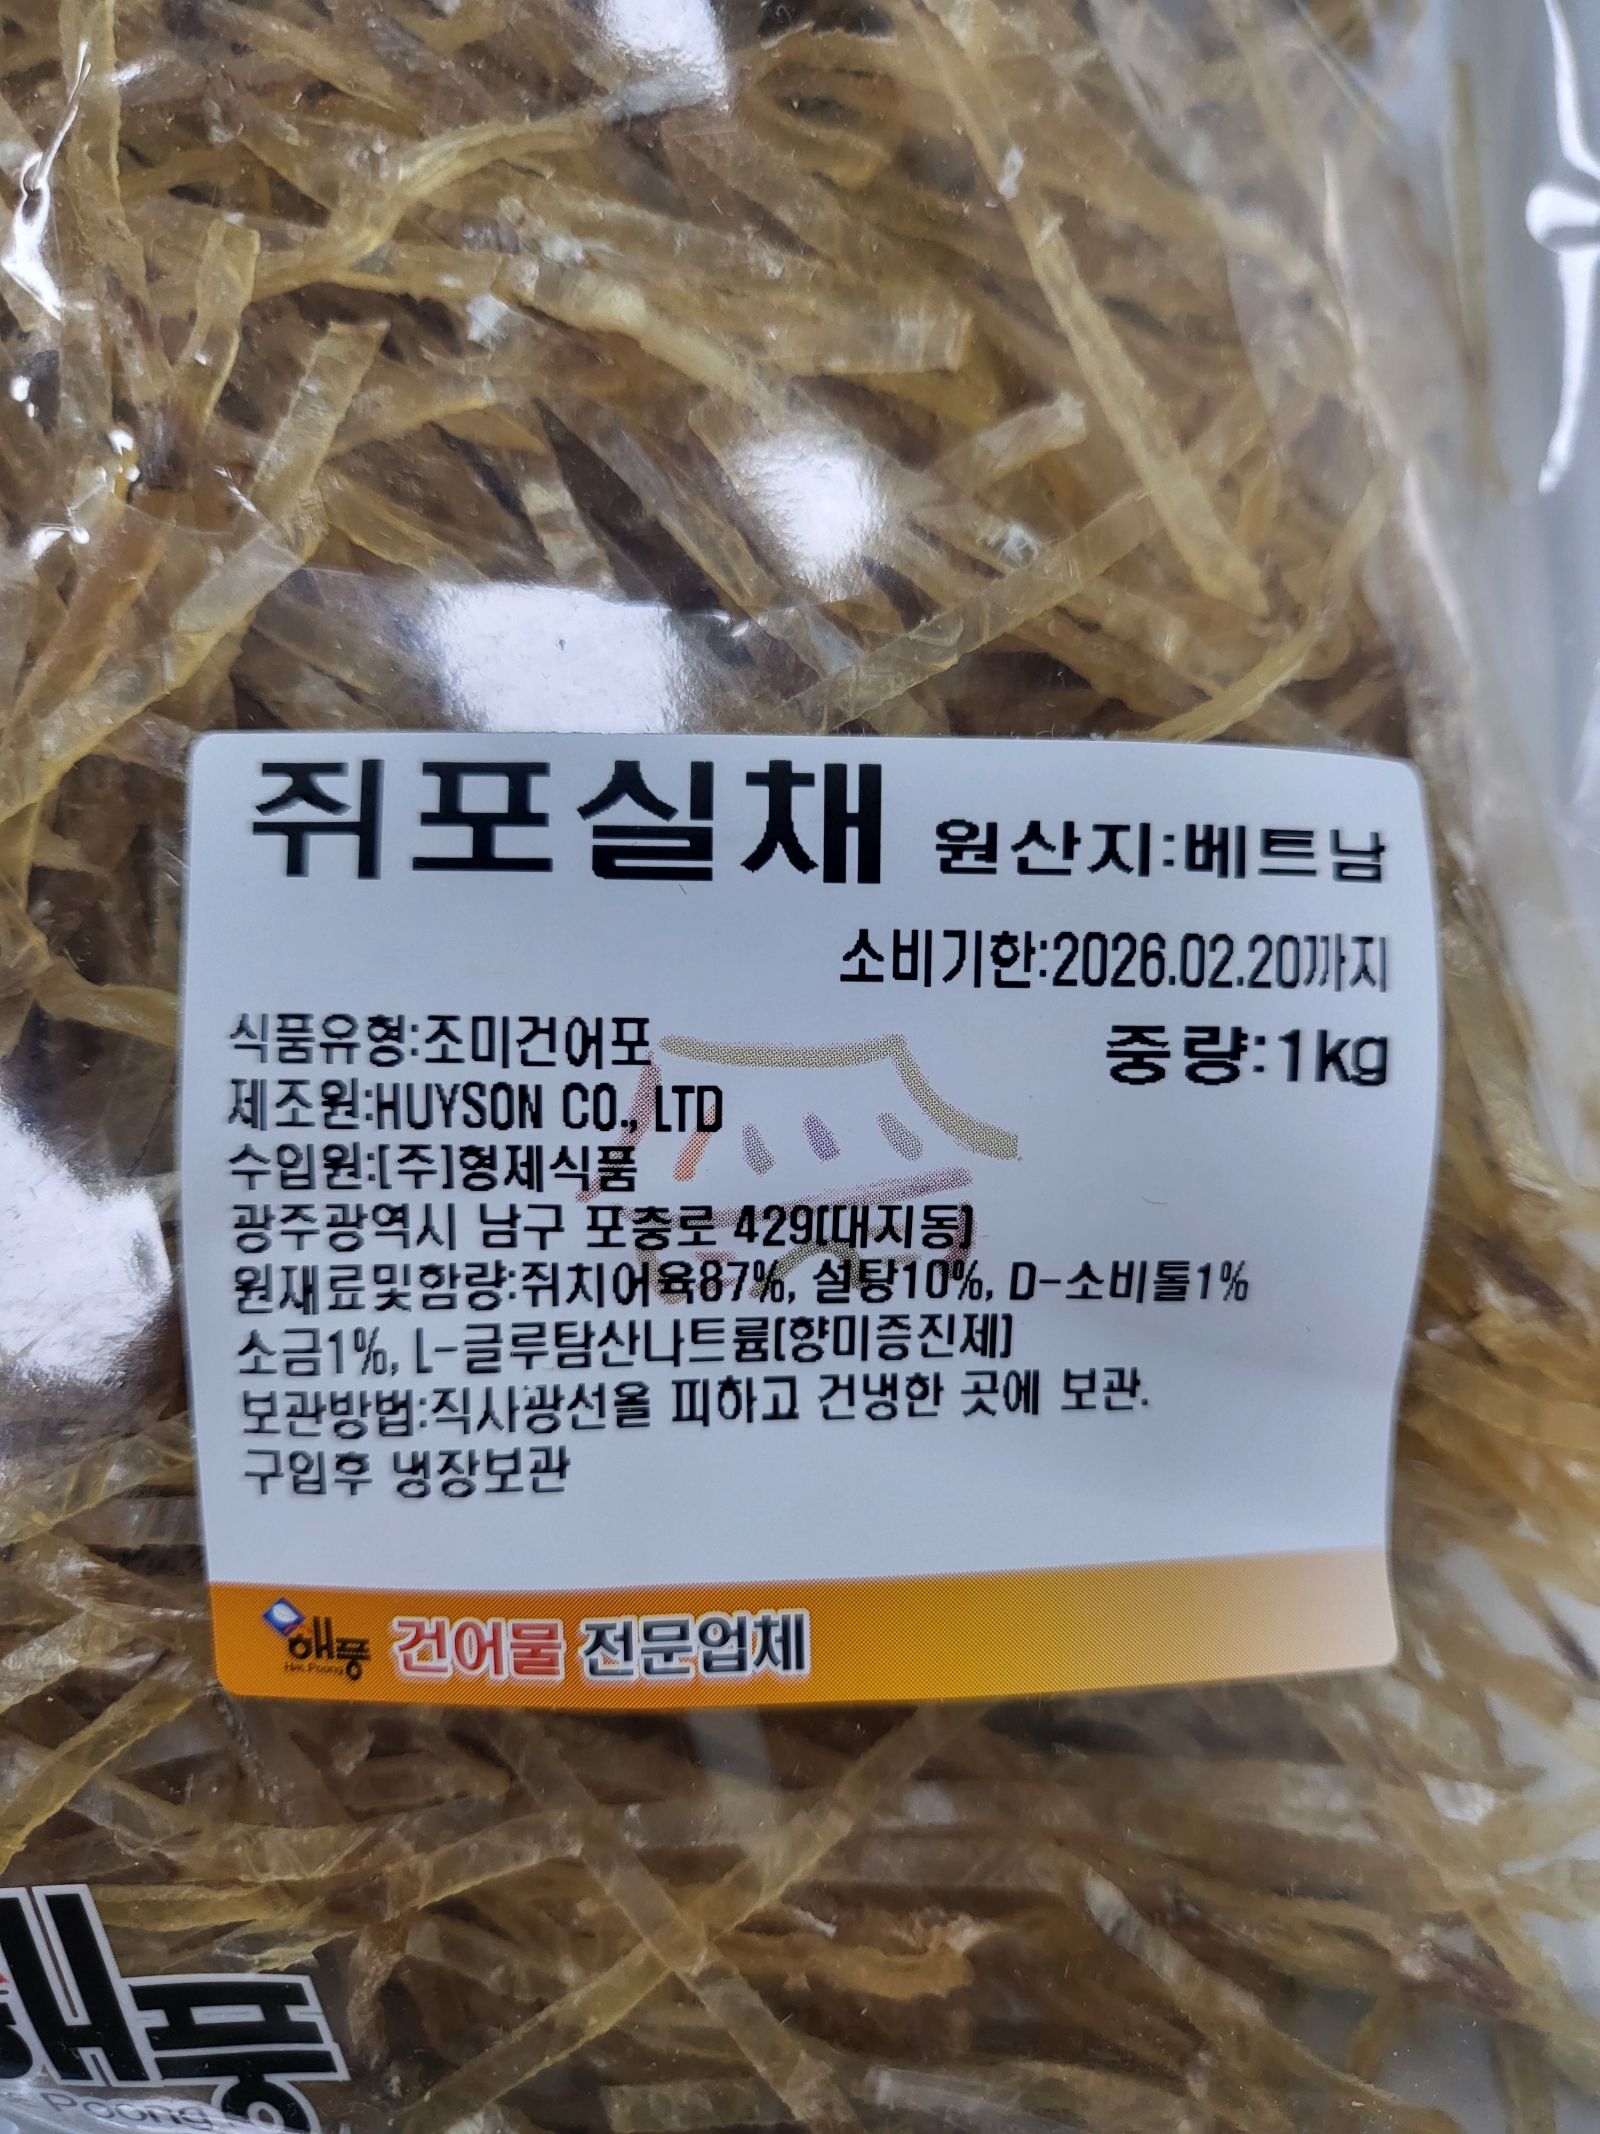 쥐포실채 원산지:베트남
소비기한:2026.02.20까지
식품유형:조미건어포 중량:1kg
제조원:HUYSON CO., LTD
수입원:[주]형제식품
광주광역시 남구 포충로 429[대지동]
원재료및함량:쥐치어육87%, 설탕10%, D-소비톨1%
소금1%, L-글루탐산나트륨[향미증진제]
보관방법:직사광선을 피하고 건냉한 곳에 보관.
구입후 냉장보관
해풍 건어물 전문업체
Hae Poong
해풍
Poong